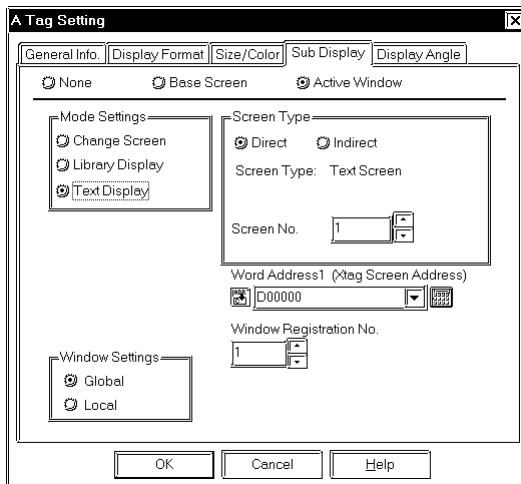 A Tag Setting
General Info. Display Format Size/Color Sub Display Display Angle
None Base Screen Active Window
Mode Settings
Change Screen
Library Display
Text Display
Screen Type
Direct Indirect
Screen Type: Text Screen
Screen No. 1
Word Address1 (Xtag Screen Address)
D00000
Window Registration No.
1
Window Settings
Global
Local
OK Cancel Help